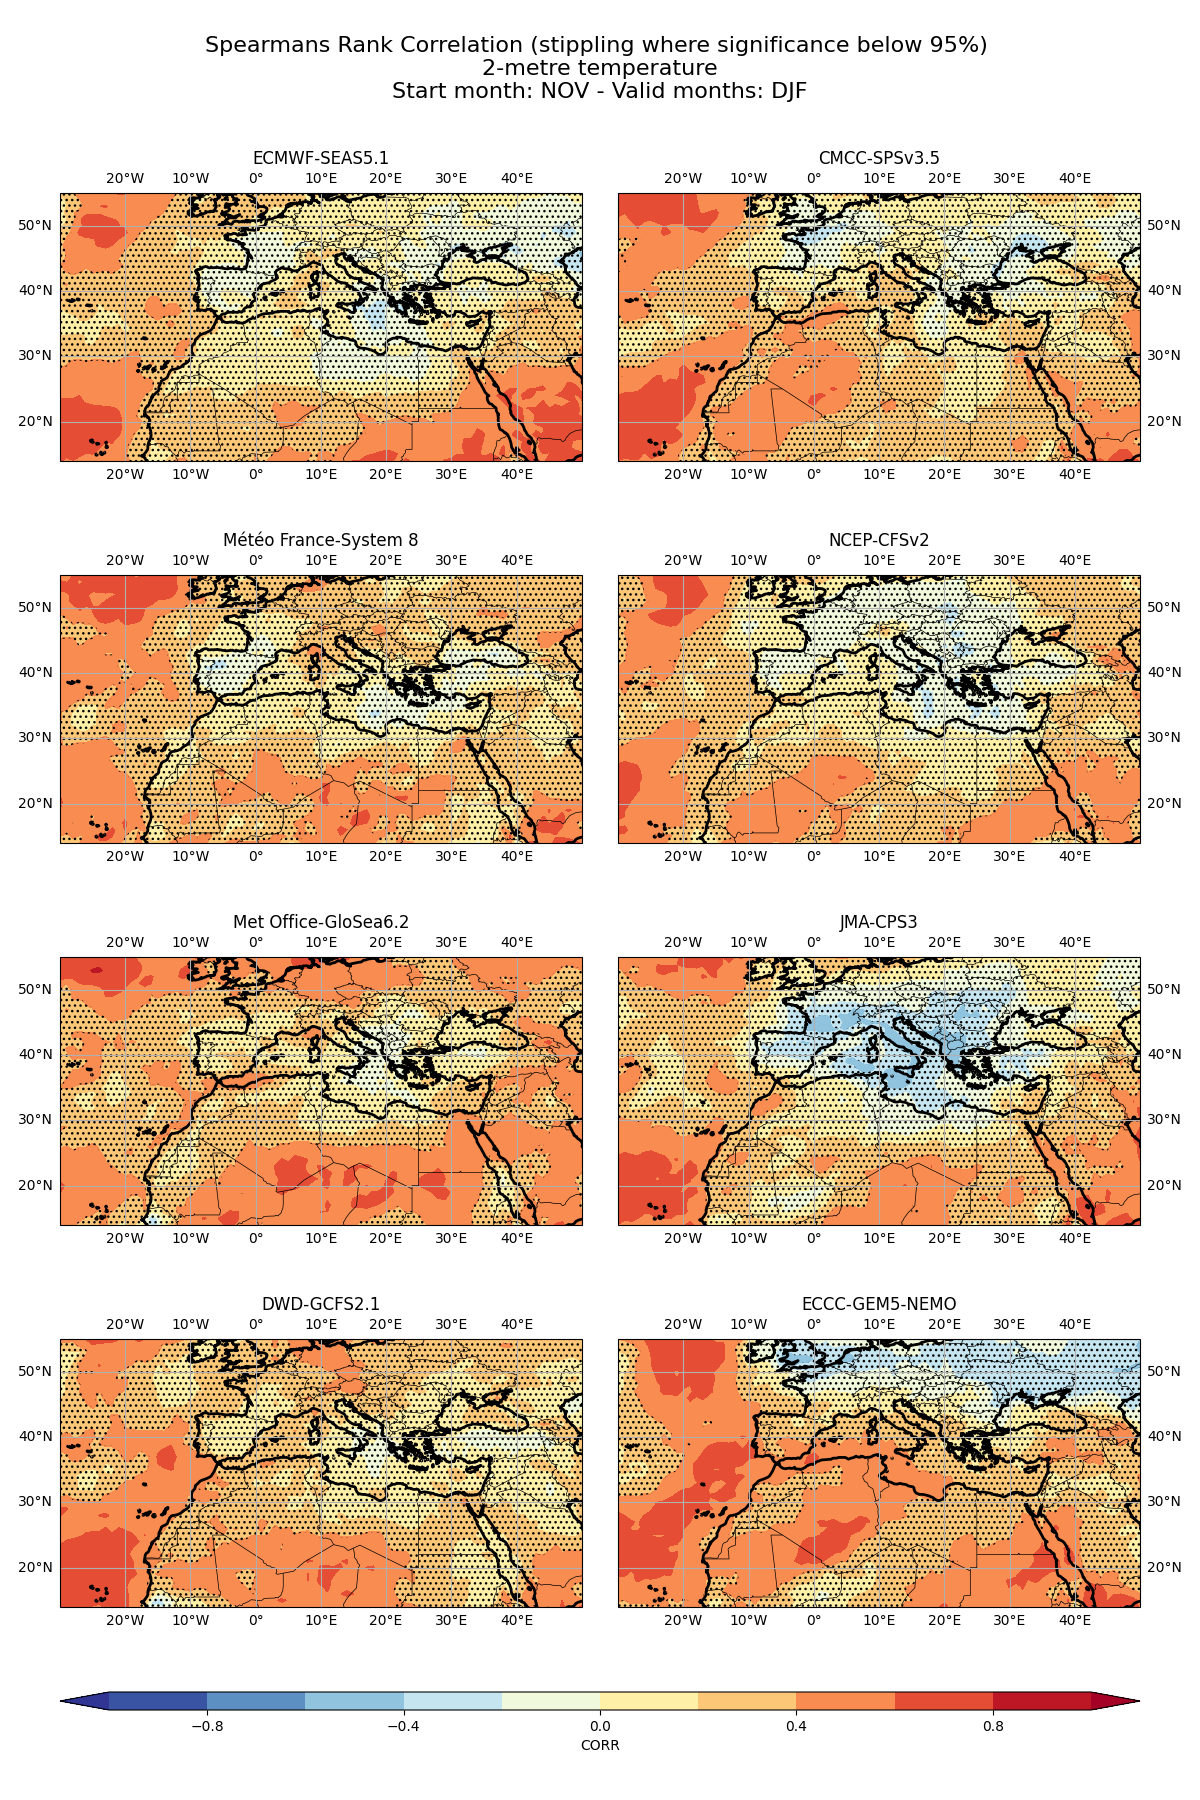 Spearmans Rank Correlation (stippling where significance below 95%)
2-metre temperature
Start month: NOV - Valid months: DJF
ECMWF-SEAS5.1
20°W 10°W 0° 10°E 20°E 30°E 40°E
50°N
40°N
30°N
20°N
20°W 10°W 0° 10°E 20°E 30°E 40°E
CMCC-SPSv3.5
20°W 10°W 0° 10°E 20°E 30°E 40°E
50°N
40°N
30°N
20°N
20°W 10°W 0° 10°E 20°E 30°E 40°E
Météo France-System 8
20°W 10°W 0° 10°E 20°E 30°E 40°E
50°N
40°N
30°N
20°N
20°W 10°W 0° 10°E 20°E 30°E 40°E
NCEP-CFSv2
20°W 10°W 0° 10°E 20°E 30°E 40°E
50°N
40°N
30°N
20°N
20°W 10°W 0° 10°E 20°E 30°E 40°E
Met Office-GloSea6.2
20°W 10°W 0° 10°E 20°E 30°E 40°E
50°N
40°N
30°N
20°N
20°W 10°W 0° 10°E 20°E 30°E 40°E
JMA-CPS3
20°W 10°W 0° 10°E 20°E 30°E 40°E
50°N
40°N
30°N
20°N
20°W 10°W 0° 10°E 20°E 30°E 40°E
DWD-GCFS2.1
20°W 10°W 0° 10°E 20°E 30°E 40°E
50°N
40°N
30°N
20°N
20°W 10°W 0° 10°E 20°E 30°E 40°E
ECCC-GEM5-NEMO
20°W 10°W 0° 10°E 20°E 30°E 40°E
50°N
40°N
30°N
20°N
20°W 10°W 0° 10°E 20°E 30°E 40°E
−0.8 −0.4 0.0 0.4 0.8
CORR